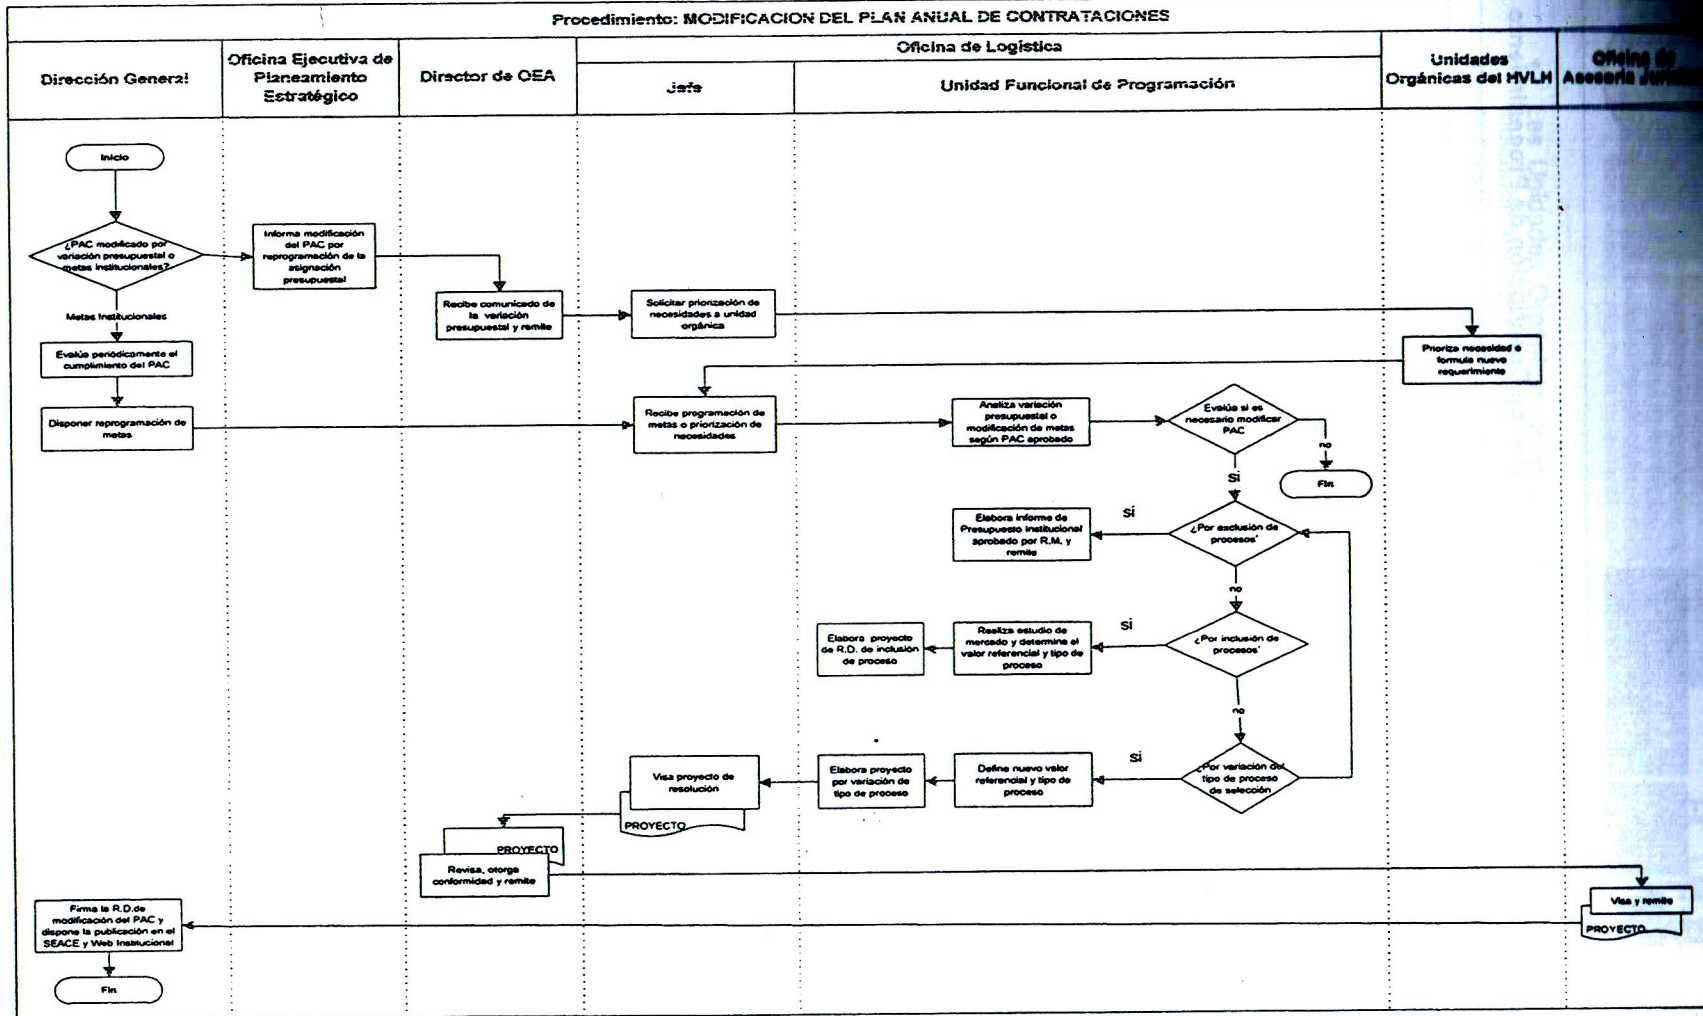 Procedimiento: MODIFICACION DEL PLAN ANUAL DE CONTRATACIONES
Dirección General
Oficina Ejecutiva de
Planeamiento
Estratégico
Director de OEA
Oficina de Logística
Jefe
Unidad Funcional de Programación
Unidades
Orgánicas del HVLH
Oficina de
Asesoría
Inicio
¿PAC modificado por
variación presupuestal o
metas institucionales?
Informa modificación
del PAC por
reprogramación de la
asignación
presupuestal
Metas Institucionales
Recibe comunicado de
la variación
presupuestal y remite
Solicitar priorización de
necesidades a unidad
orgánica
Prioriza necesidad o
formula nuevo
requerimiento
Evalúa periódicamente el
cumplimiento del PAC
Disponer reprogramación de
metas
Recibe programación de
metas o priorización de
necesidades
Analiza variación
presupuestal o
modificación de metas
según PAC aprobado
Evalúa si es
necesario modificar
PAC
no
Fin
Si
Elabora informe de
Presupuesto Institucional
aprobado por R.M. y
remite
Si
¿Por exclusión de
procesos'
no
Elabora proyecto
de R.D. de inclusión
de proceso
Realiza estudio de
mercado y determina el
valor referencial y tipo de
proceso
Si
¿Por inclusión de
procesos'
no
Visa proyecto de
resolución
PROYECTO
Elabora proyecto
por variación de
tipo de proceso
Define nuevo valor
referencial y tipo de
proceso
Si
¿Por variación del
tipo de proceso
de selección
PROYECTO
Revisa, otorga
conformidad y remite
Visa y remite
PROYECTO
Firma la R.D.de
modificación del PAC y
dispone la publicación en el
SEACE y Web Institucional
Fin